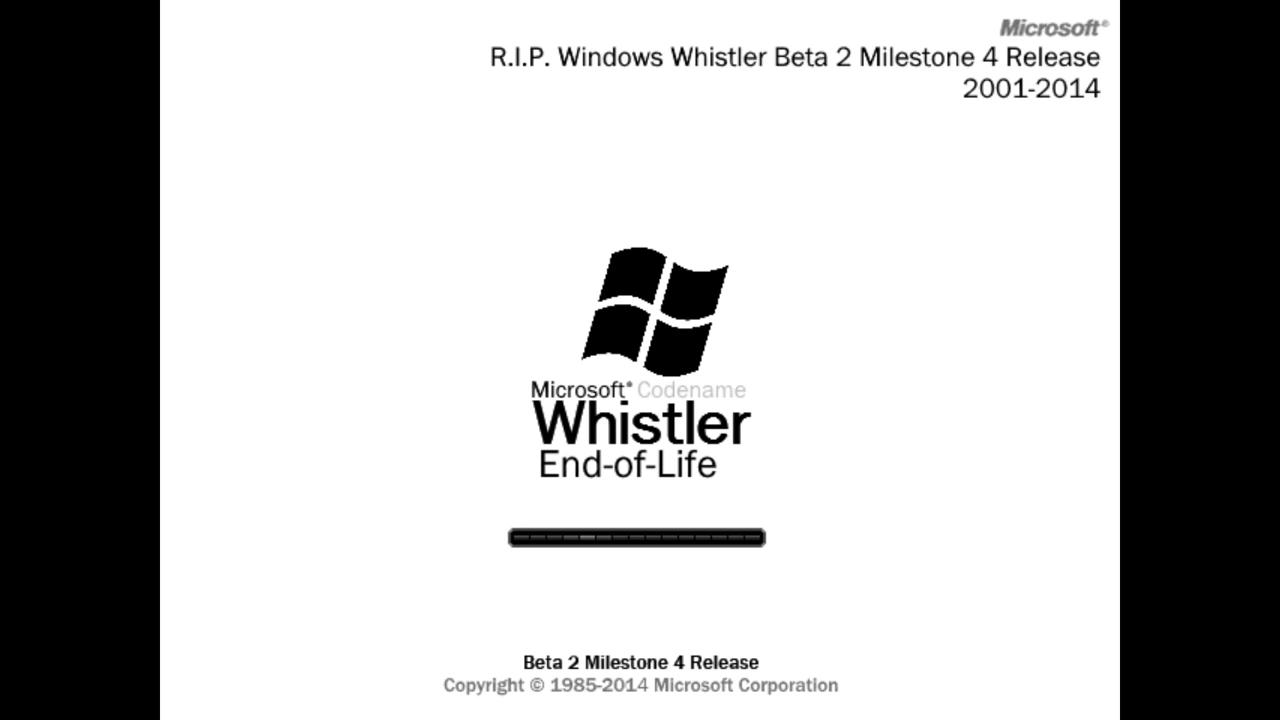 Microsoft®
R.I.P. Windows Whistler Beta 2 Milestone 4 Release
2001-2014
Microsoft® Codename
Whistler
End-of-Life
Beta 2 Milestone 4 Release
Copyright © 1985-2014 Microsoft Corporation